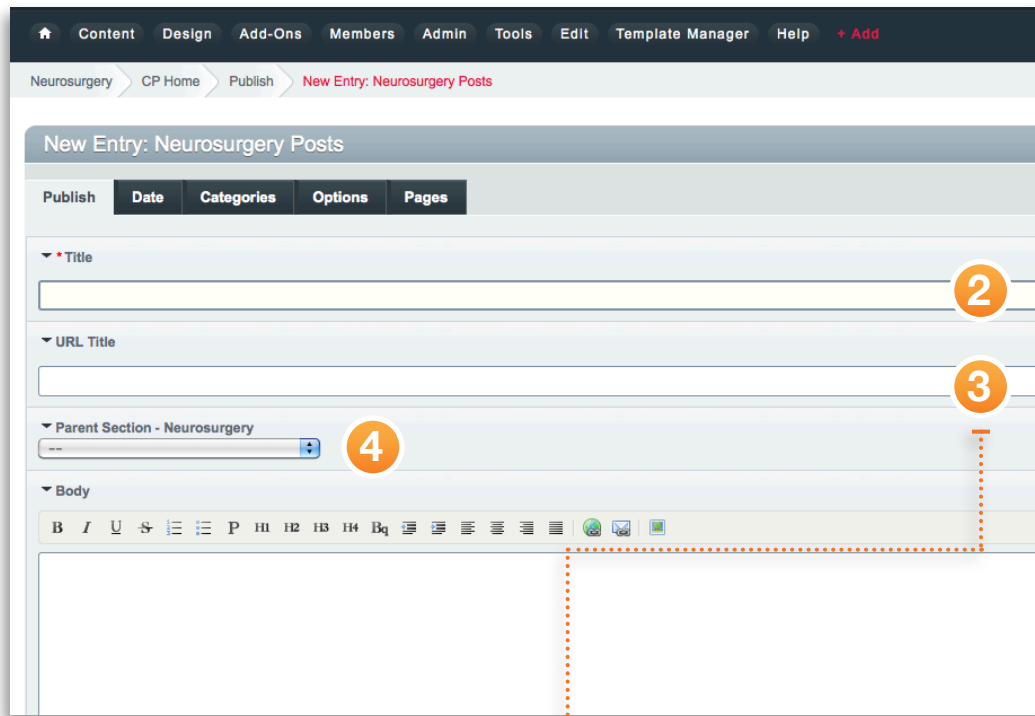 Content Design Add-Ons Members Admin Tools Edit Template Manager Help + Add
Neurosurgery CP Home Publish New Entry: Neurosurgery Posts
New Entry: Neurosurgery Posts
Publish Date Categories Options Pages
* Title
2
URL Title
3
Parent Section - Neurosurgery
--
4
Body
B I U S P H1 H2 H3 H4 Bq